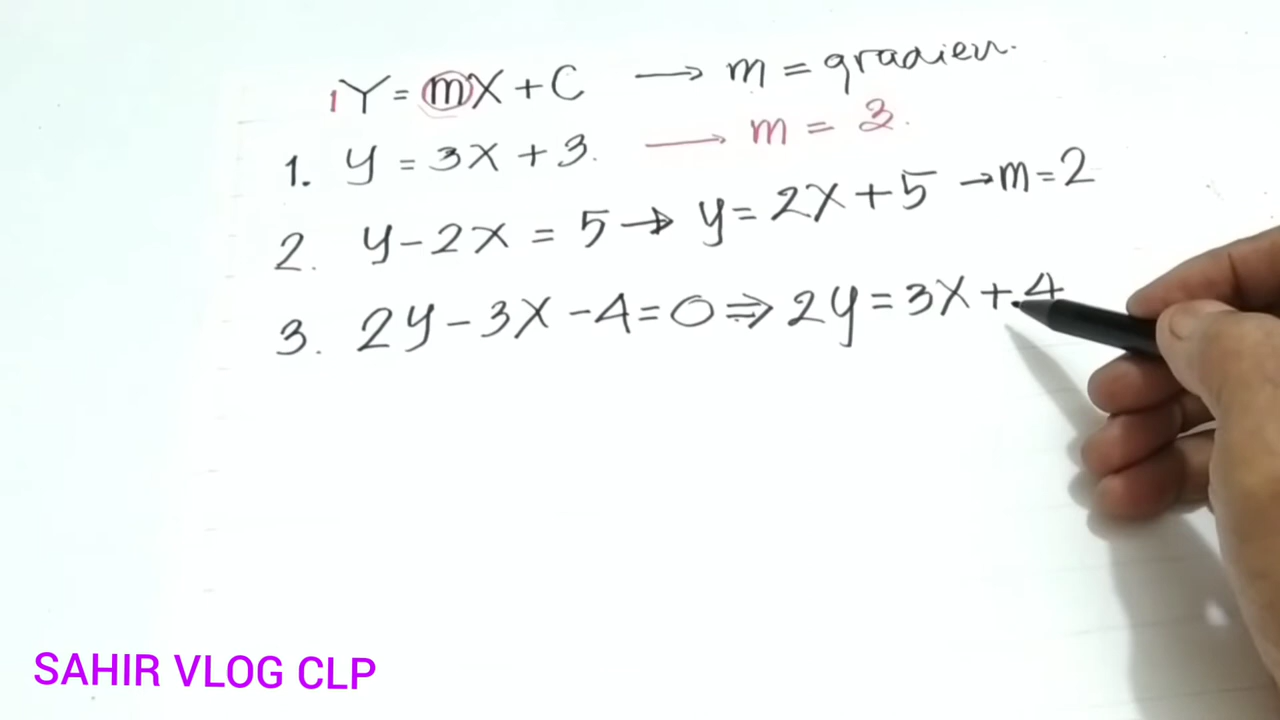 1Y = mX + C → m = gradien.
1. y = 3X + 3. → m = 3.
2. y - 2X = 5 → y = 2X + 5 → m = 2
3. 2y - 3X - 4 = 0 ⇒ 2y = 3X + 4
SAHIR VLOG CLP